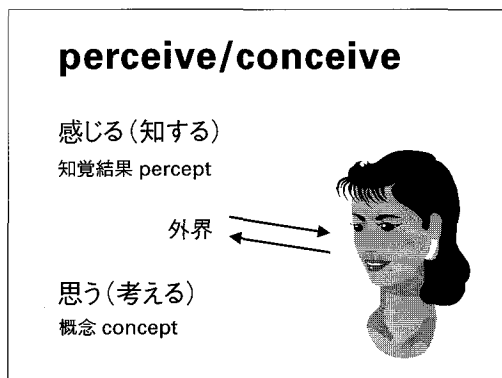 perceive/conceive
感じる(知する)
知覚結果 percept
外界
思う(考える)
概念 concept